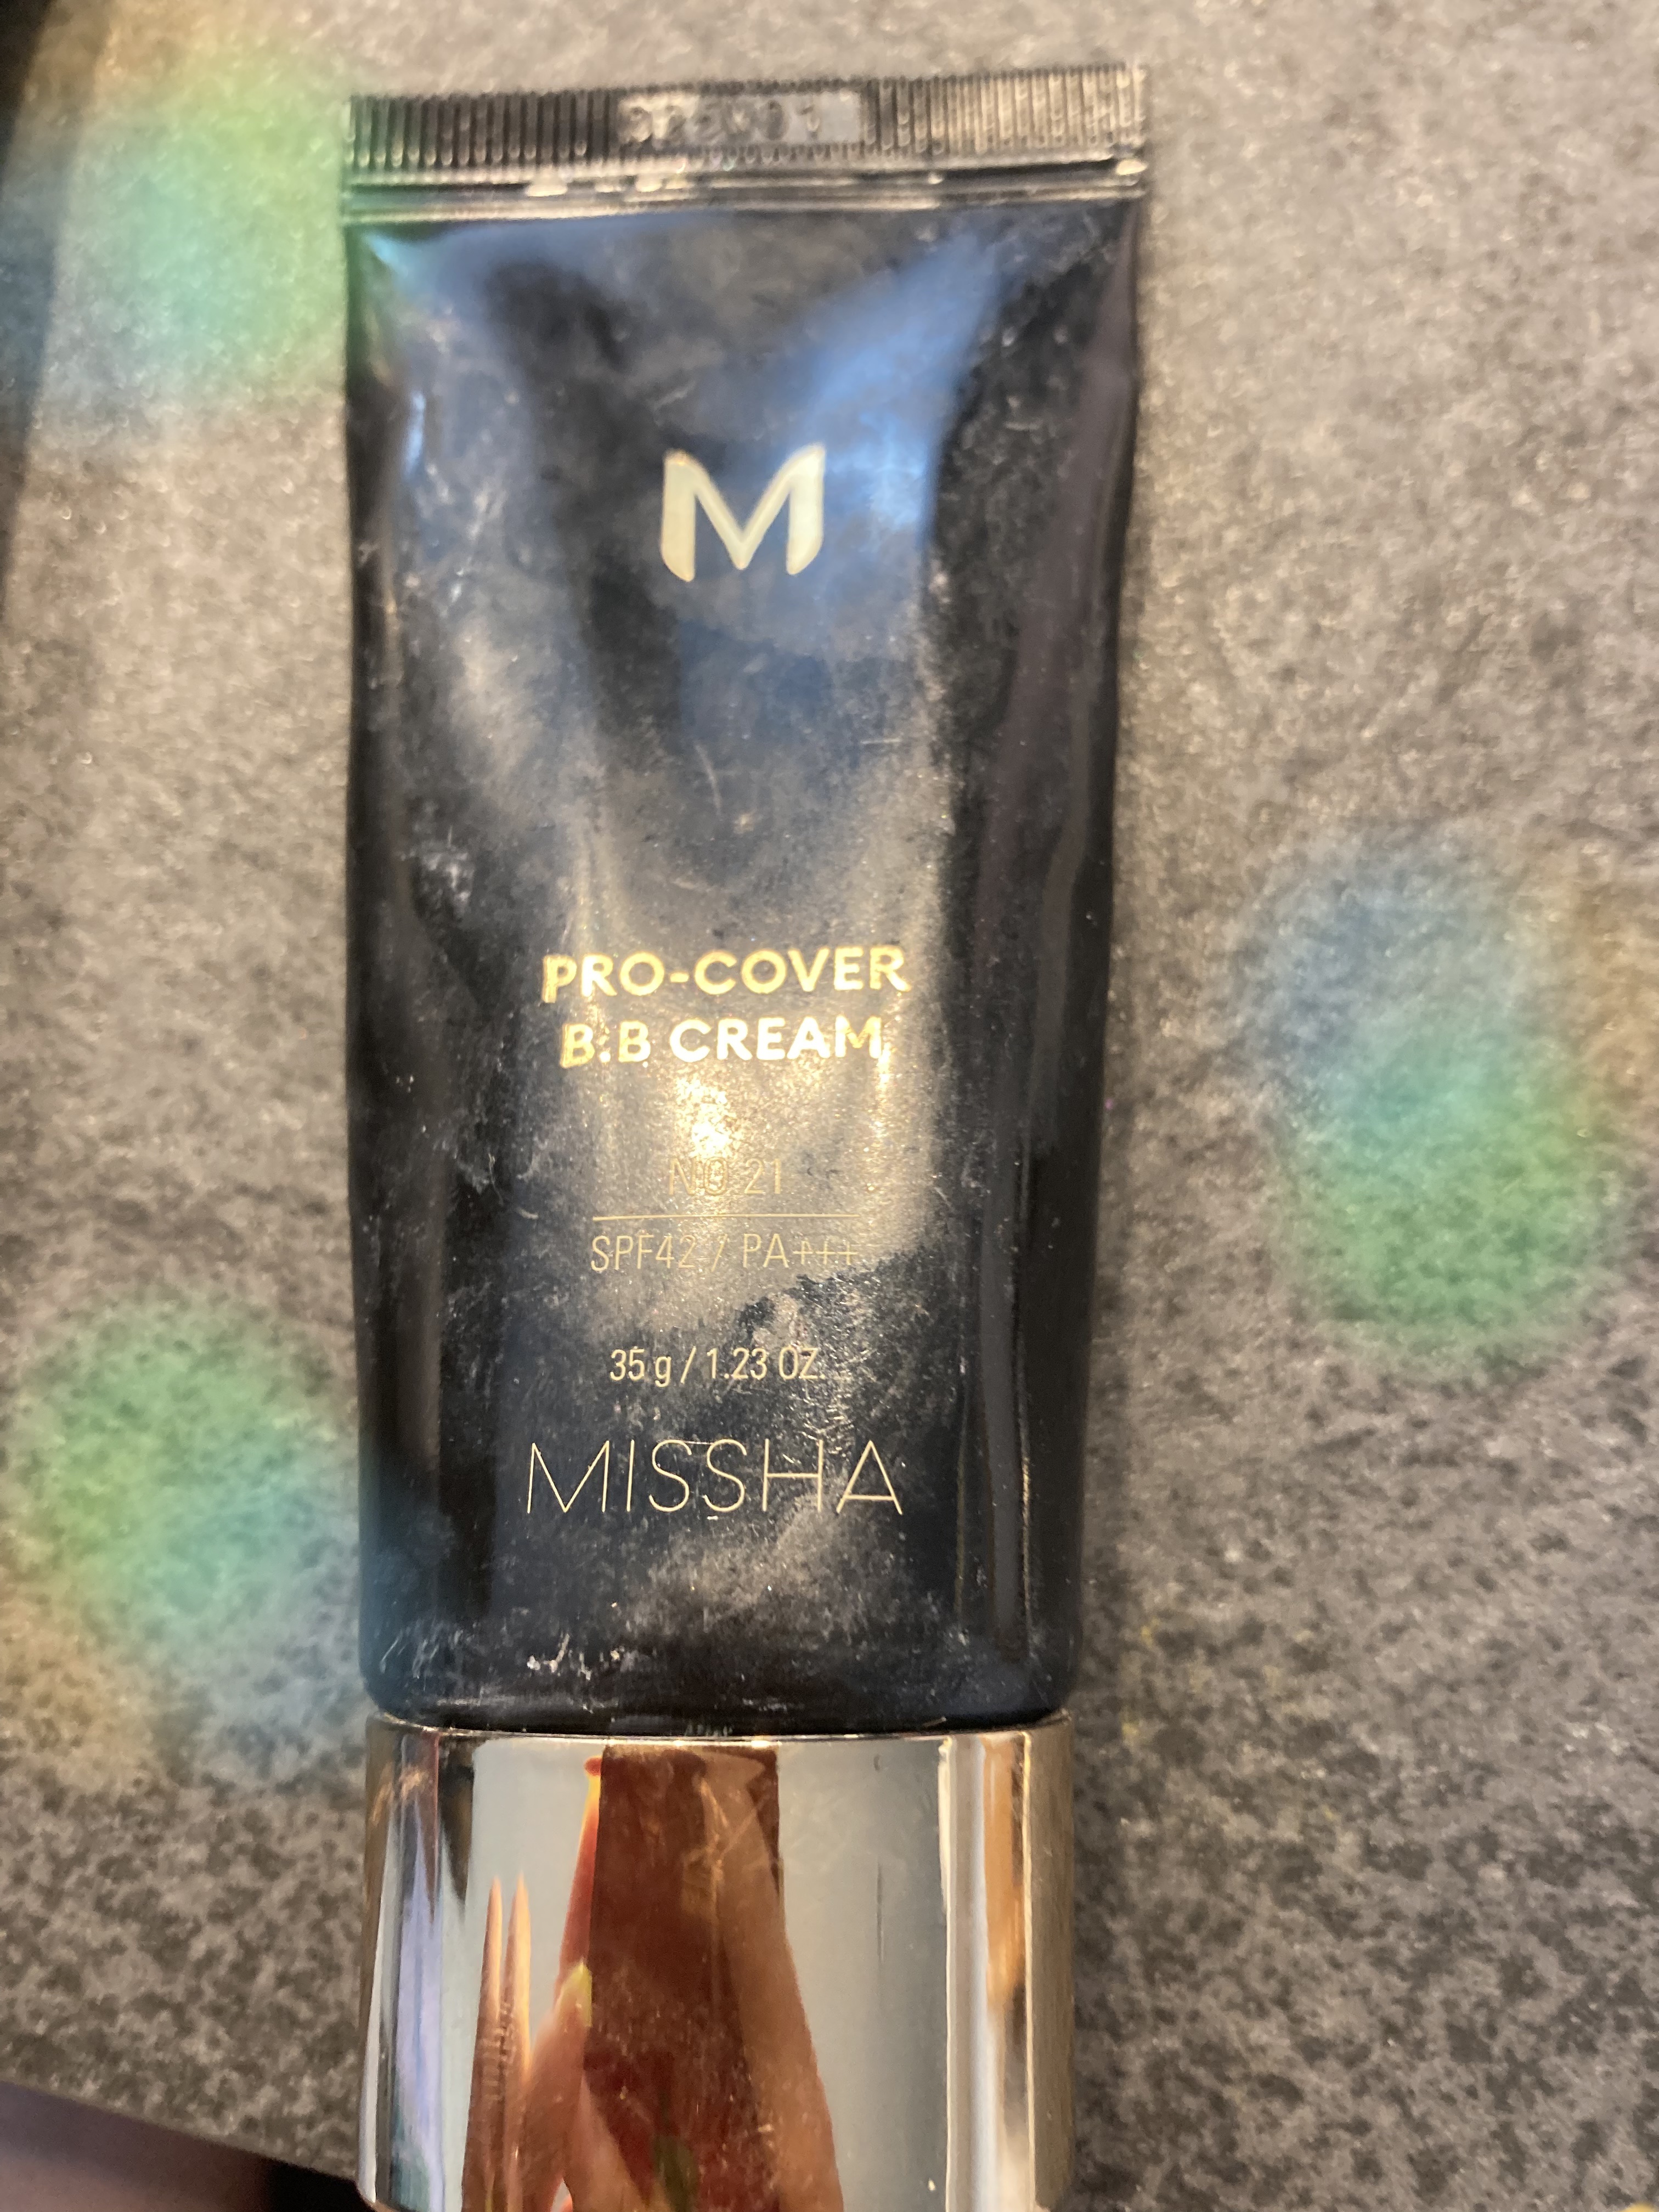 M
PRO-COVER
B.B CREAM
NO 21
SPF42 / PA+++
35 g / 1.23 OZ.
MISSHA